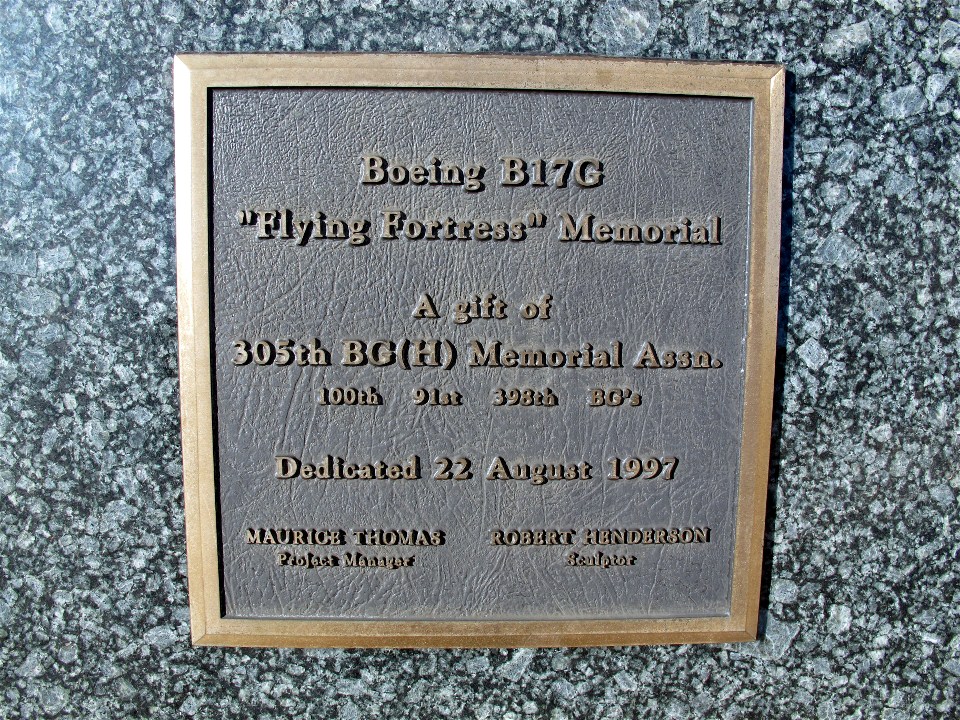 Boeing B17G
"Flying Fortress" Memorial
A gift of
305th BG(H) Memorial Assn.
100th 91st 398th BG's
Dedicated 22 August 1997
MAURICE THOMAS ROBERT HENDERSON
Project Manager Sculptor